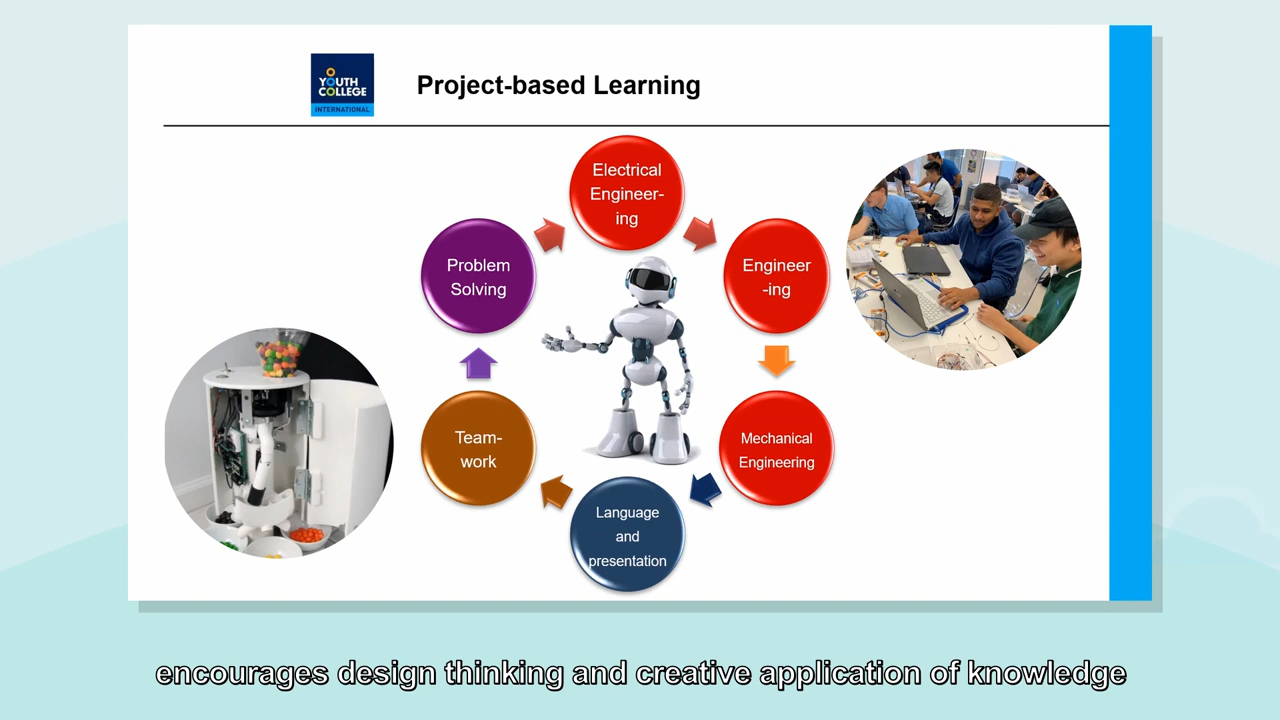 YOUTH
COLLEGE
INTERNATIONAL
Project-based Learning
Electrical
Engineer-
ing
Problem
Solving
Engineer
-ing
Team-
work
Mechanical
Engineering
Language
and
presentation
encourages design thinking and creative application of knowledge